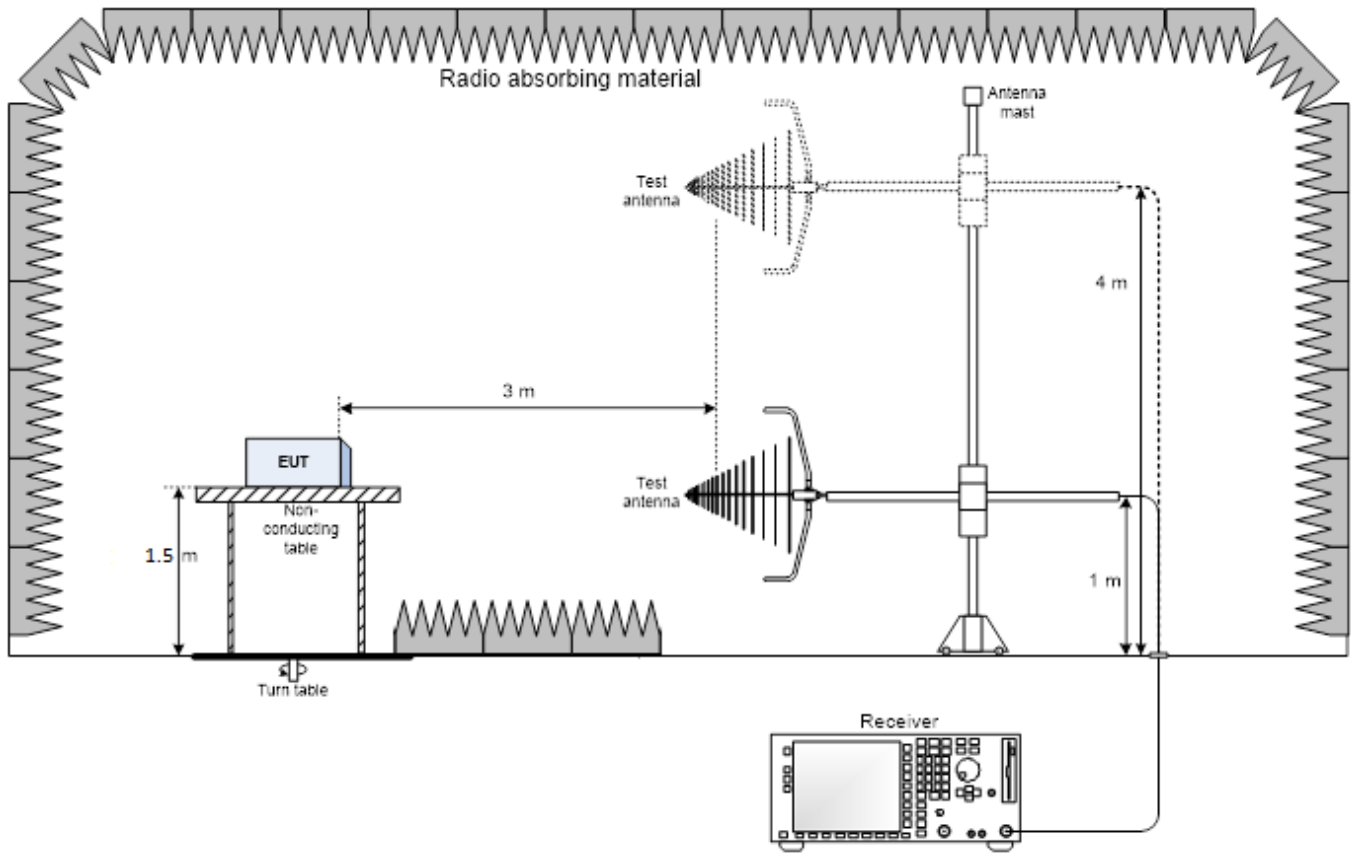 Radio absorbing material
Antenna
mast
Test
antenna
4 m
3 m
EUT
Test
antenna
Non-
conducting
table
1.5 m
1 m
Turn table
Receiver